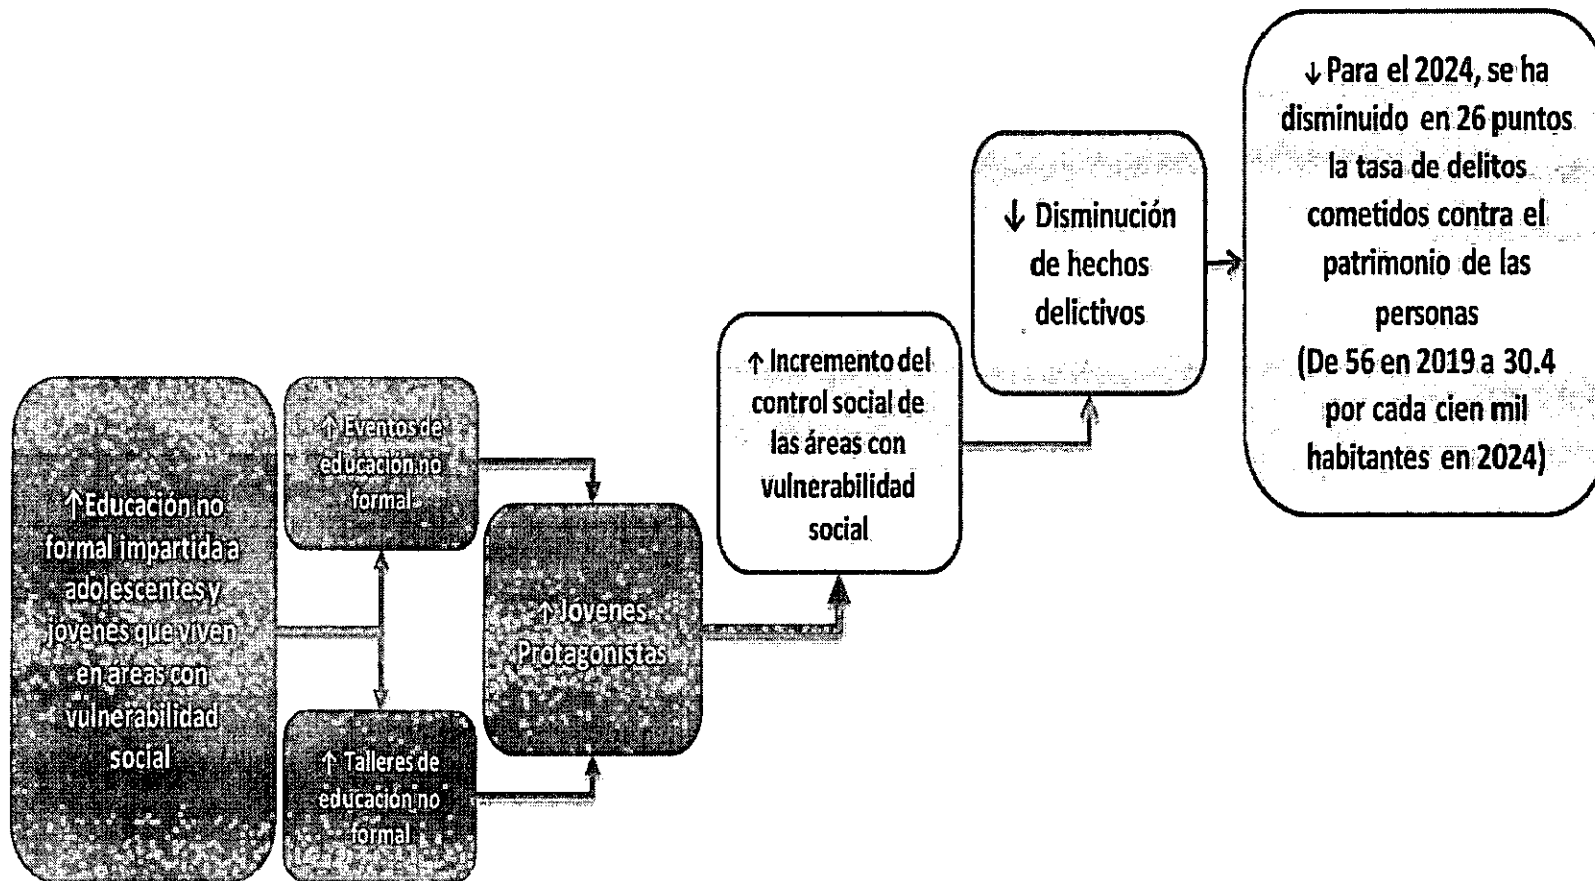 ↑Educación no
formal impartida a
adolescentes y
jóvenes que viven
en áreas con
vulnerabilidad
social
↑ Eventos de
educación no
formal
↑ Talleres de
educación no
formal
↑ Jóvenes
Protagonistas
↑ Incremento del
control social de
las áreas con
vulnerabilidad
social
↓ Disminución
de hechos
delictivos
↓ Para el 2024, se ha
disminuido en 26 puntos
la tasa de delitos
cometidos contra el
patrimonio de las
personas
(De 56 en 2019 a 30.4
por cada cien mil
habitantes en 2024)